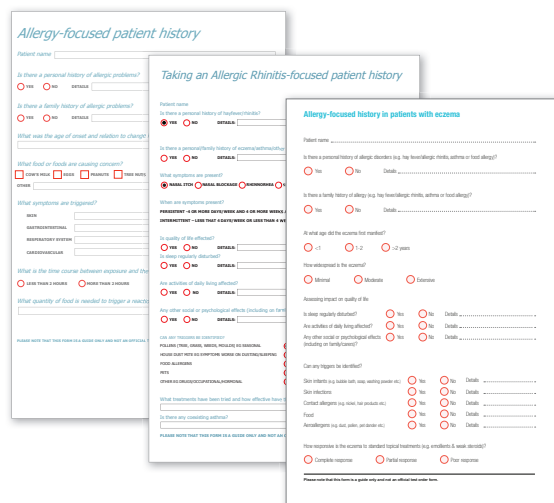 Allergy-focused patient history
Patient name
Is there a personal history of allergic problems?
YES NO DETAILS
Is there a family history of allergic problems?
YES NO DETAILS
What was the age of onset and relation to change
What food or foods are causing concern?
COW'S MILK EGGS PEANUTS TREE NUTS
OTHER
What symptoms are triggered?
SKIN
GASTROINTESTINAL
RESPIRATORY SYSTEM
CARDIOVASCULAR
What is the time course between exposure and
LESS THAN 2 HOURS MORE THAN 2 HOURS
What quantity of food is needed to trigger a
PLEASE NOTE THAT THIS FORM IS A GUIDE ONLY AND NOT AN OFFICIAL
Taking an Allergic Rhinitis-focused patient history
Patient name
Is there a personal history of hayfever/rhinitis?
YES NO DETAILS:
Is there a personal/family history of eczema/asthma/other
YES NO DETAILS:
What symptoms are present?
NASAL ITCH NASAL BLOCKAGE RHINORRHOEA
What are symptoms present?
PERSISTENT -4 OR MORE DAYS/WEEK AND 4 OR MORE WEEKS
INTERMITTENT – LESS THAT 4 DAYS/WEEK OR LESS THAN 4
Is quality of life effected?
YES NO DETAILS:
Is sleep regularly disturbed?
YES NO DETAILS:
Are activities of daily living affected?
YES NO DETAILS:
Any other social or psychological effects (including on
YES NO DETAILS:
CAN ANY TRIGGERS BE IDENTIFIED?
POLLENS (TREE, GRASS, WEEDS, MOULDS) EG SEASONAL
HOUSE DUST MITE EG SYMPTOMS WORSE ON DUSTING/SLEEPING
FOOD ALLERGENS
PETS
OTHER EG DRUGS/OCCUPATIONAL/HORMONAL
What treatments have been tried and how effective have
Is there any coexisting asthma?
PLEASE NOTE THAT THIS FORM IS A GUIDE ONLY AND NOT AN
Allergy-focused history in patients with eczema
Patient name
Is there a personal history of allergic disorders (e.g. hay fever/allergic rhinitis, asthma or food allergy)?
Yes No Details
Is there a family history of allergy (e.g. hay fever/allergic rhinitis, asthma or food allergy)?
Yes No Details
At what age did the eczema first manifest?
<1 1-2 >2 years
How widespread is the eczema?
Minimal Moderate Extensive
Assessing impact on quality of life
Is sleep regularly disturbed? Yes No Details
Are activities of daily living affected? Yes No Details
Any other social or psychological effects Yes No Details
(including on family/carers)?
Can any triggers be identified?
Skin irritants (e.g. bubble bath, soap, washing powder etc.) Yes No Details
Skin infections Yes No Details
Contact allergens (e.g. nickel, hair products etc.) Yes No Details
Food Yes No Details
Aeroallergens (e.g. dust, pollen, pet dander etc.) Yes No Details
How responsive is the eczema to standard topical treatments (e.g. emollients & weak steroids)?
Complete response Partial response Poor response
Please note that this form is a guide only and not an official test order form.